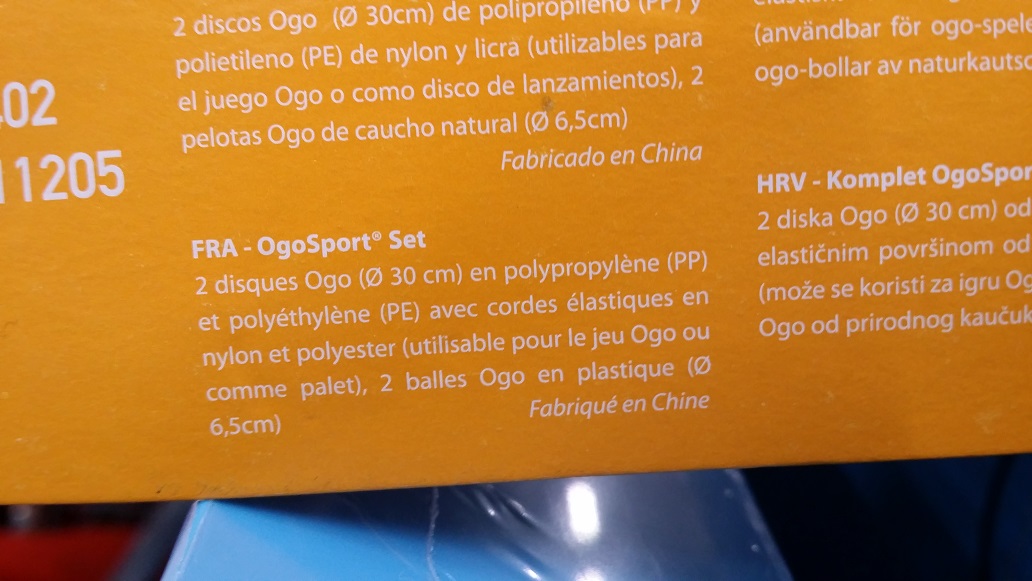 2 discos Ogo (Ø 30cm) de polipropileno (PP) y
polietileno (PE) de nylon y licra (utilizables para
el juego Ogo o como disco de lanzamientos), 2
pelotas Ogo de caucho natural (Ø 6,5cm)
Fabricado en China
02
11205
FRA - OgoSport® Set
2 disques Ogo (Ø 30 cm) en polypropylène (PP)
et polyéthylène (PE) avec cordes élastiques en
nylon et polyester (utilisable pour le jeu Ogo ou
comme palet), 2 balles Ogo en plastique (Ø
6,5cm)
Fabriqué en Chine
(användbar för ogo-spele
ogo-bollar av naturkautsc
HRV - Komplet OgoSpor
2 diska Ogo (Ø 30 cm) od
elastičnim površinom od
(može se koristi za igru Og
Ogo od prirodnog kaučuk